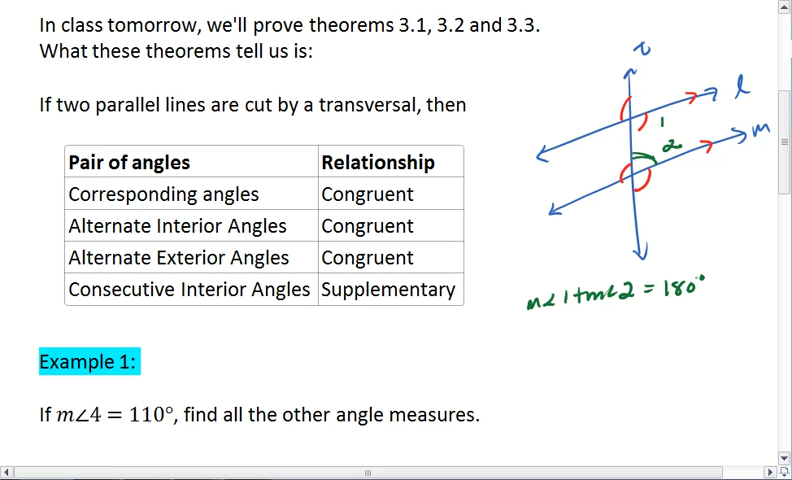 In class tomorrow, we'll prove theorems 3.1, 3.2 and 3.3.
What these theorems tell us is:
If two parallel lines are cut by a transversal, then
Pair of angles Relationship
Corresponding angles Congruent
Alternate Interior Angles Congruent
Alternate Exterior Angles Congruent
Consecutive Interior Angles Supplementary
l
m
1
2
m∠1+m∠2=180°
Example 1:
If m∠4 = 110°, find all the other angle measures.